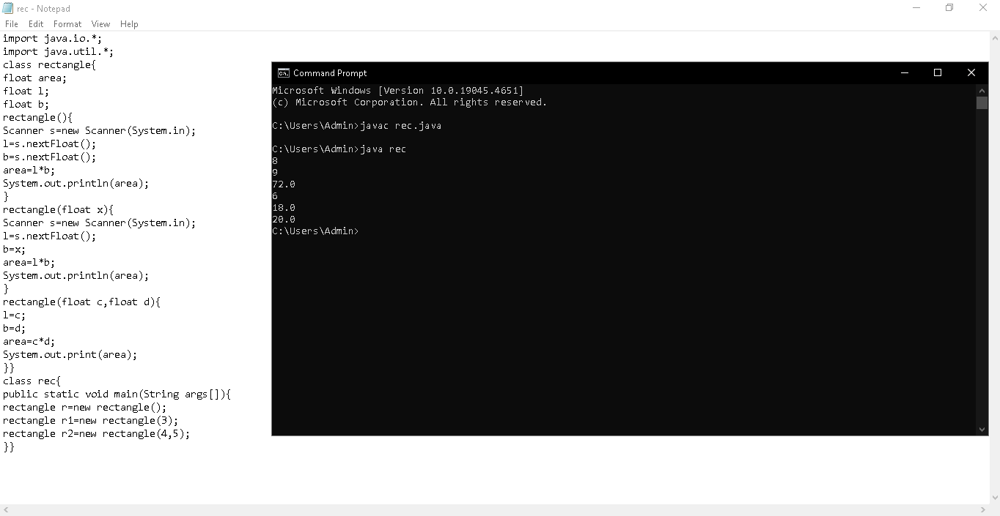 rec - Notepad
File Edit Format View Help
import java.io.*;
import java.util.*;
class rectangle{
float area;
float l;
float b;
rectangle(){
Scanner s=new Scanner(System.in);
l=s.nextFloat();
b=s.nextFloat();
area=l*b;
System.out.println(area);
}
rectangle(float x){
Scanner s=new Scanner(System.in);
l=s.nextFloat();
b=x;
area=l*b;
System.out.println(area);
}
rectangle(float c,float d){
l=c;
b=d;
area=c*d;
System.out.print(area);
}}
class rec{
public static void main(String args[]){
rectangle r=new rectangle();
rectangle r1=new rectangle(3);
rectangle r2=new rectangle(4,5);
}}
Command Prompt
Microsoft Windows [Version 10.0.19045.4651]
(c) Microsoft Corporation. All rights reserved.
C:\Users\Admin>javac rec.java
C:\Users\Admin>java rec
8
9
72.0
6
18.0
20.0
C:\Users\Admin>